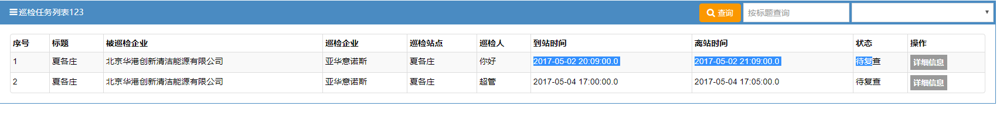 巡检任务列表123 查询 按标题查询
序号 标题 被巡检企业 巡检企业 巡检站点 巡检人 到站时间 离站时间 状态 操作
1 夏各庄 北京华港创新清洁能源有限公司 亚华意诺斯 夏各庄 你好 2017-05-02 20:09:00.0 2017-05-02 21:09:00.0 待复查 详细信息
2 夏各庄 北京华港创新清洁能源有限公司 亚华意诺斯 夏各庄 超管 2017-05-04 17:00:00.0 2017-05-04 17:05:00.0 待复查 详细信息